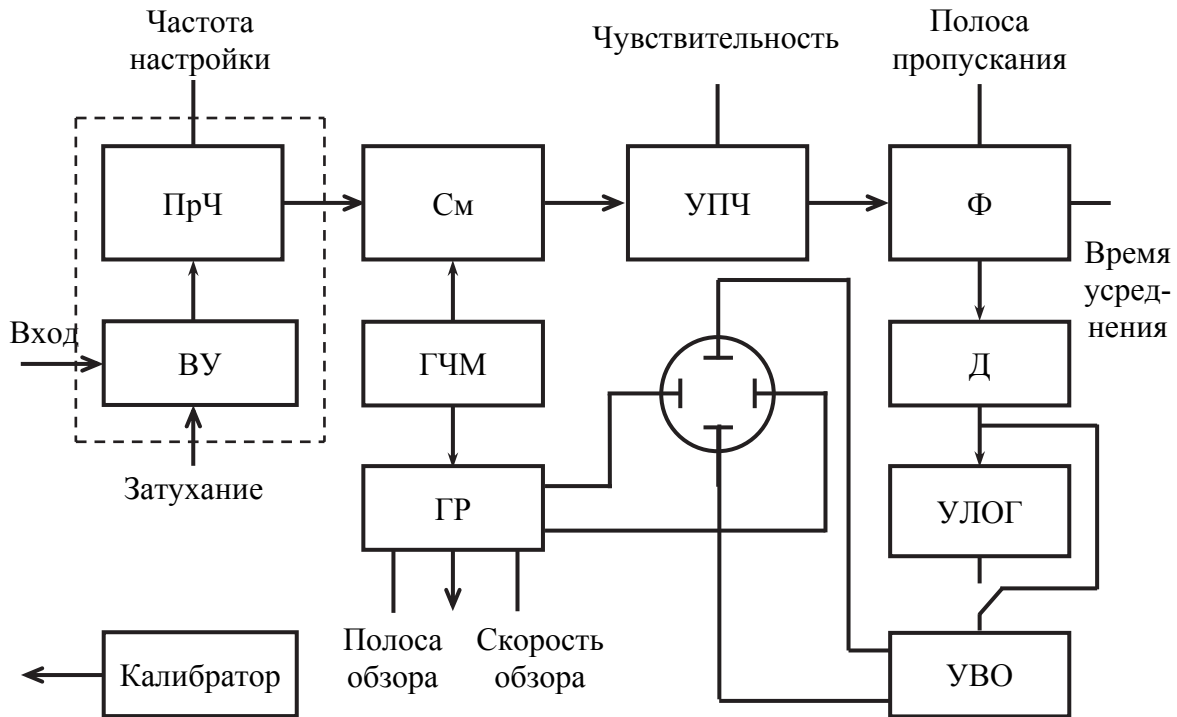 Частота
настройки
Чувствительность
Полоса
пропускания
ПрЧ
См
УПЧ
Ф
Время
усред-
нения
Вход
ВУ
ГЧМ
Д
Затухание
ГР
УЛОГ
Полоса
обзора
Скорость
обзора
Калибратор
УВО